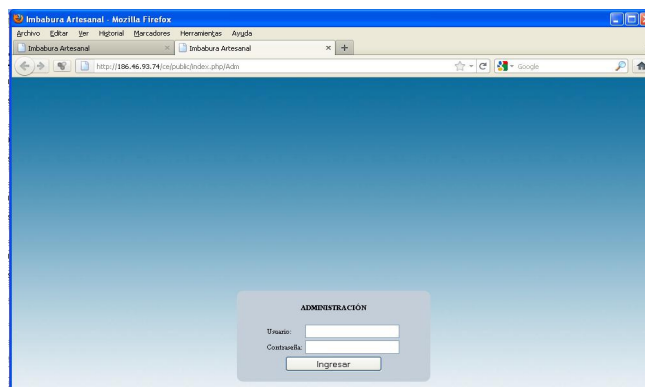 Imbabura Artesanal - Mozilla Firefox
Archivo Editar Ver Historial Marcadores Herramientas Ayuda
Imbabura Artesanal × Imbabura Artesanal × +
http://186.46.93.74/ce/public/index.php/Adm Google
ADMINISTRACIÓN
Usuario:
Contraseña:
Ingresar